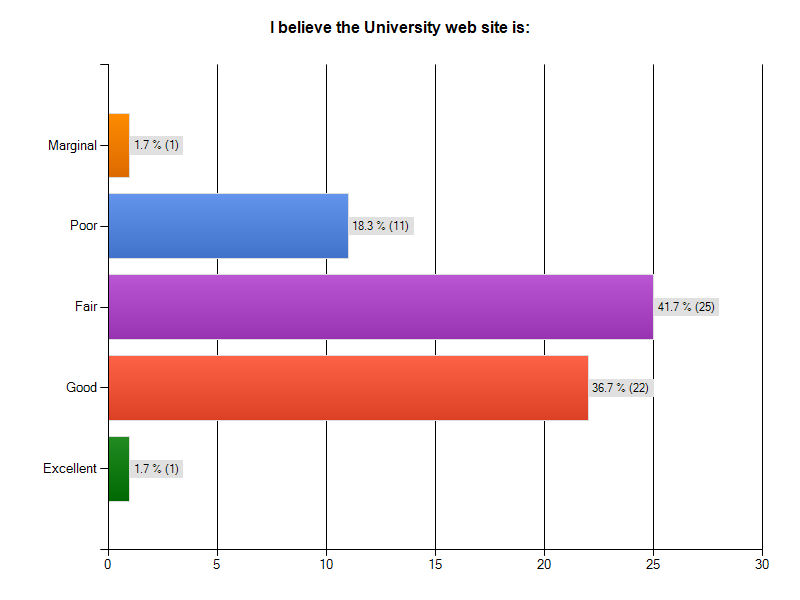 I believe the University web site is:
Marginal 1.7 % (1)
Poor 18.3 % (11)
Fair 41.7 % (25)
Good 36.7 % (22)
Excellent 1.7 % (1)
0 5 10 15 20 25 30